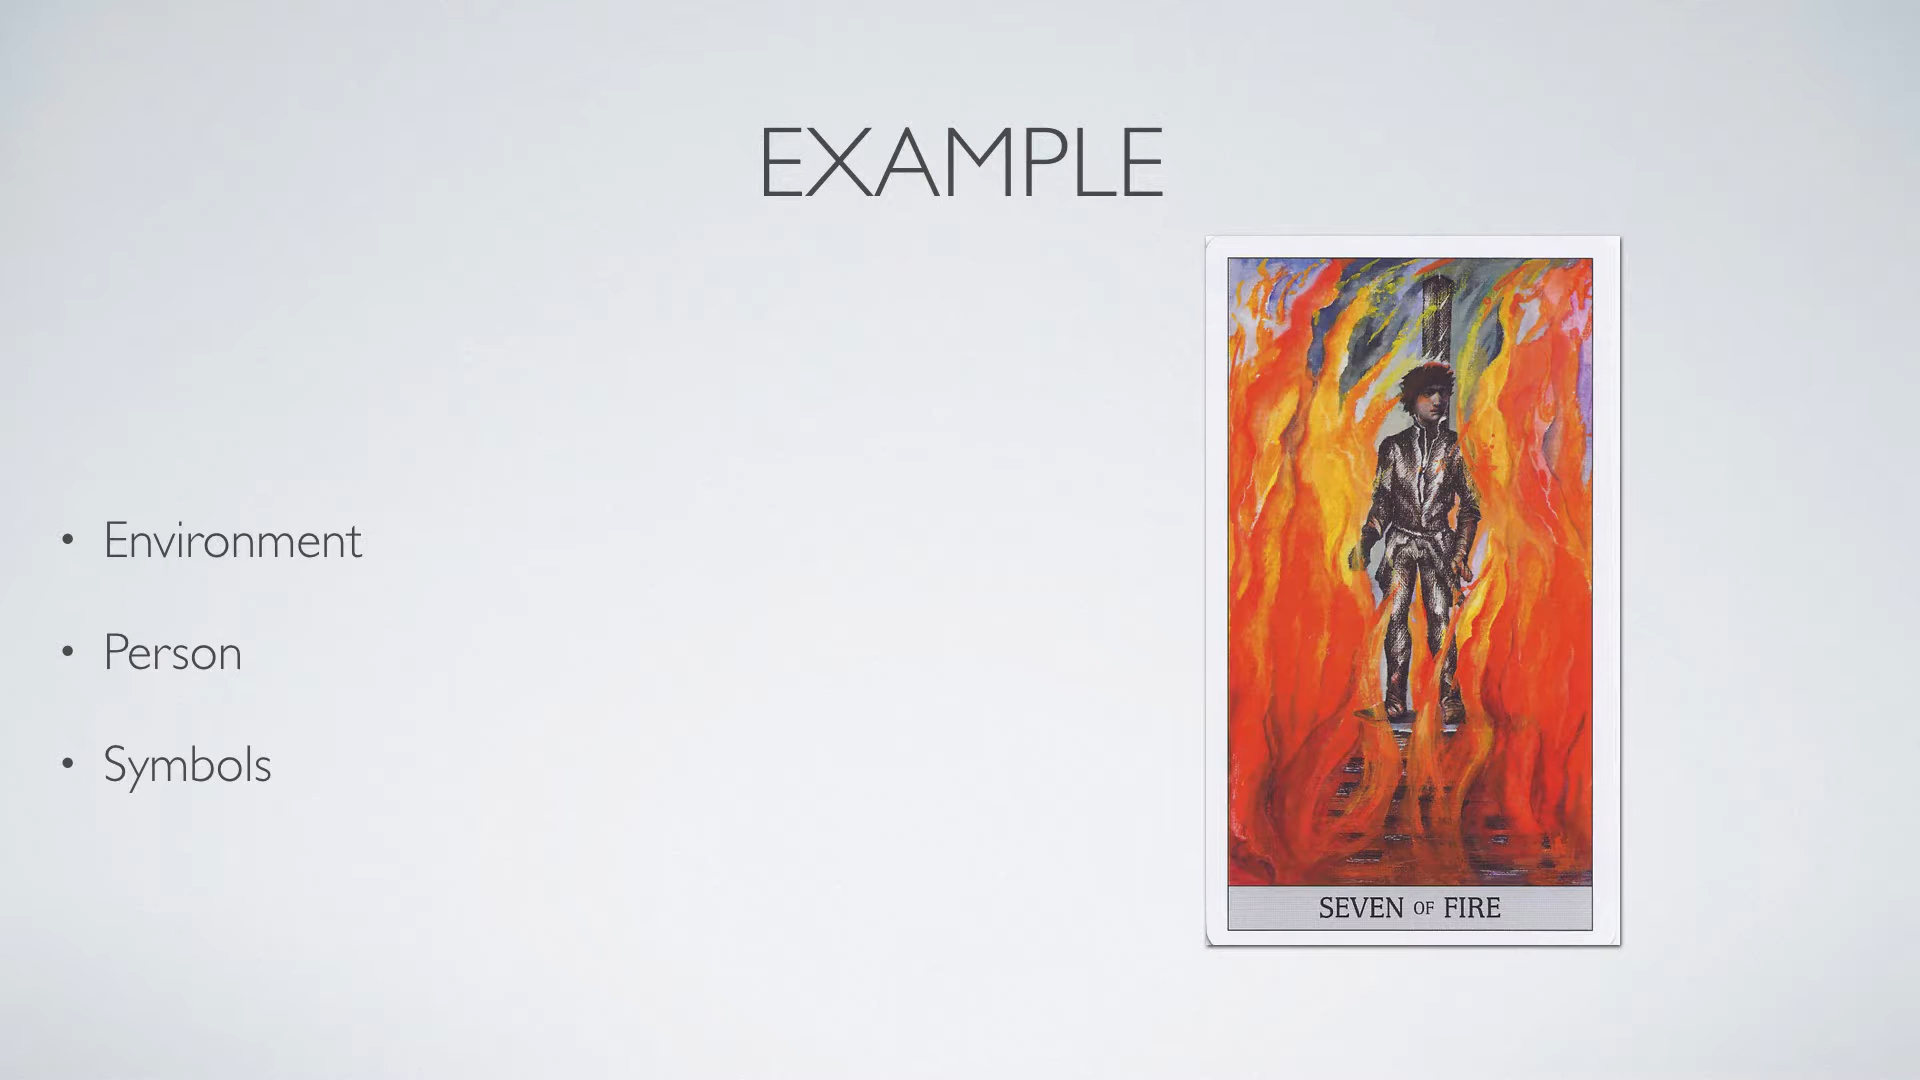 EXAMPLE
• Environment
• Person
• Symbols
SEVEN OF FIRE